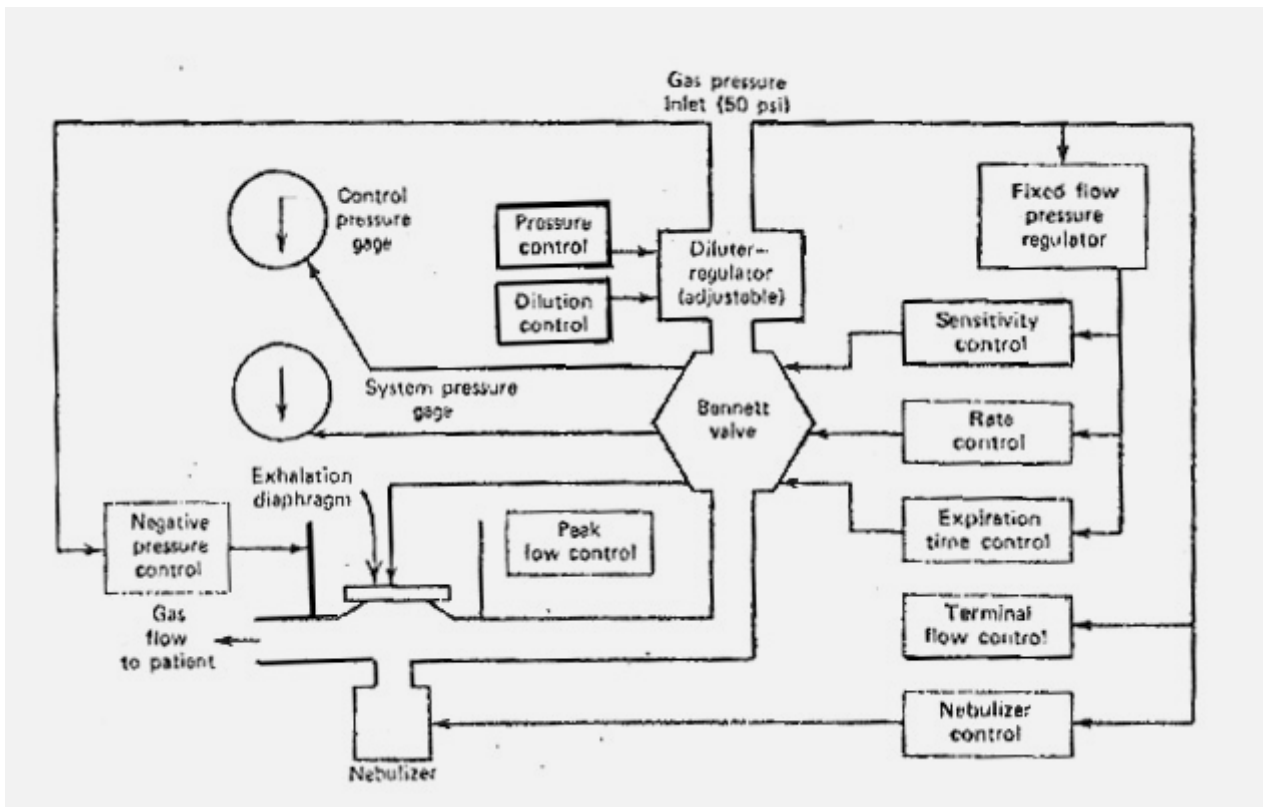 Gas pressure
Inlet (50 psi)
Control
pressure
gage
Pressure
control
Dilution
control
Diluter–
regulator
(adjustable)
Fixed flow
pressure
regulator
Sensitivity
control
System pressure
gage
Bennett
valve
Rate
control
Exhalation
diaphragm
Negative
pressure
control
Peak
flow control
Expiration
time control
Gas
flow
to patient
Terminal
flow control
Nebulizer
control
Nebulizer